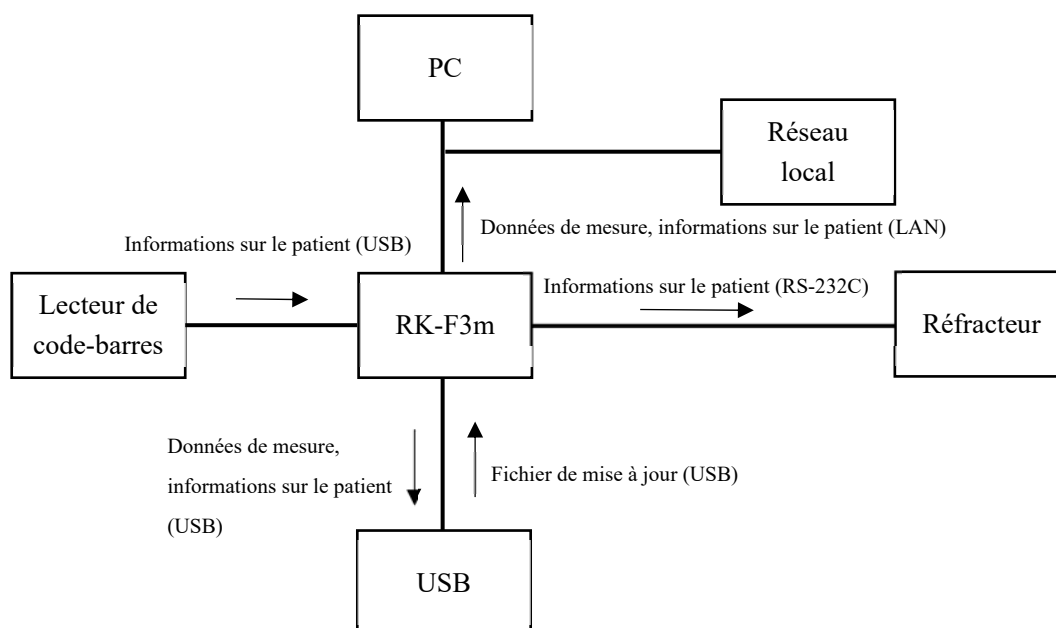 PC
Réseau
local
Données de mesure, informations sur le patient (LAN)
Informations sur le patient (USB)
Informations sur le patient (RS-232C)
Lecteur de
code-barres
RK-F3m
Réfracteur
Données de mesure,
informations sur le patient
(USB)
Fichier de mise à jour (USB)
USB